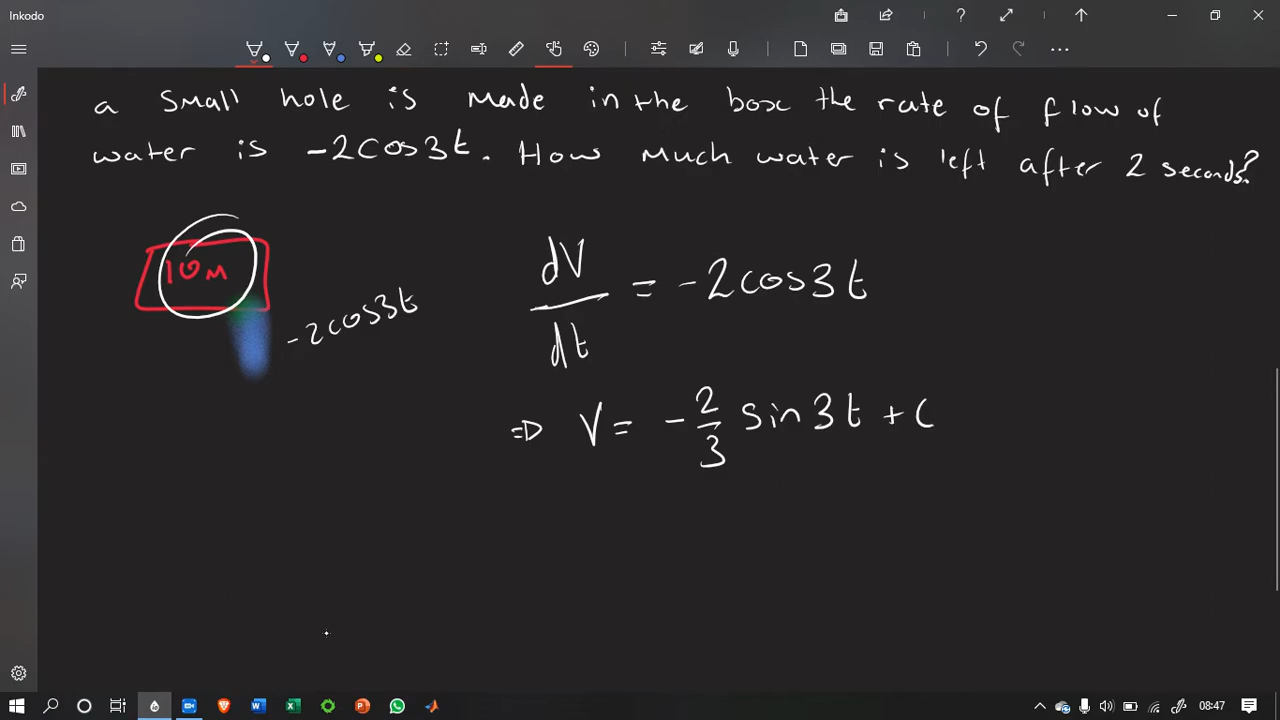 Inkodo
a small hole is made in the box the rate of flow of
water is -2cos3t. How much water is left after 2 seconds?
10m
-2cos3t
dV/dt = -2cos3t
⇒ V = -2/3 sin3t + C
08:47